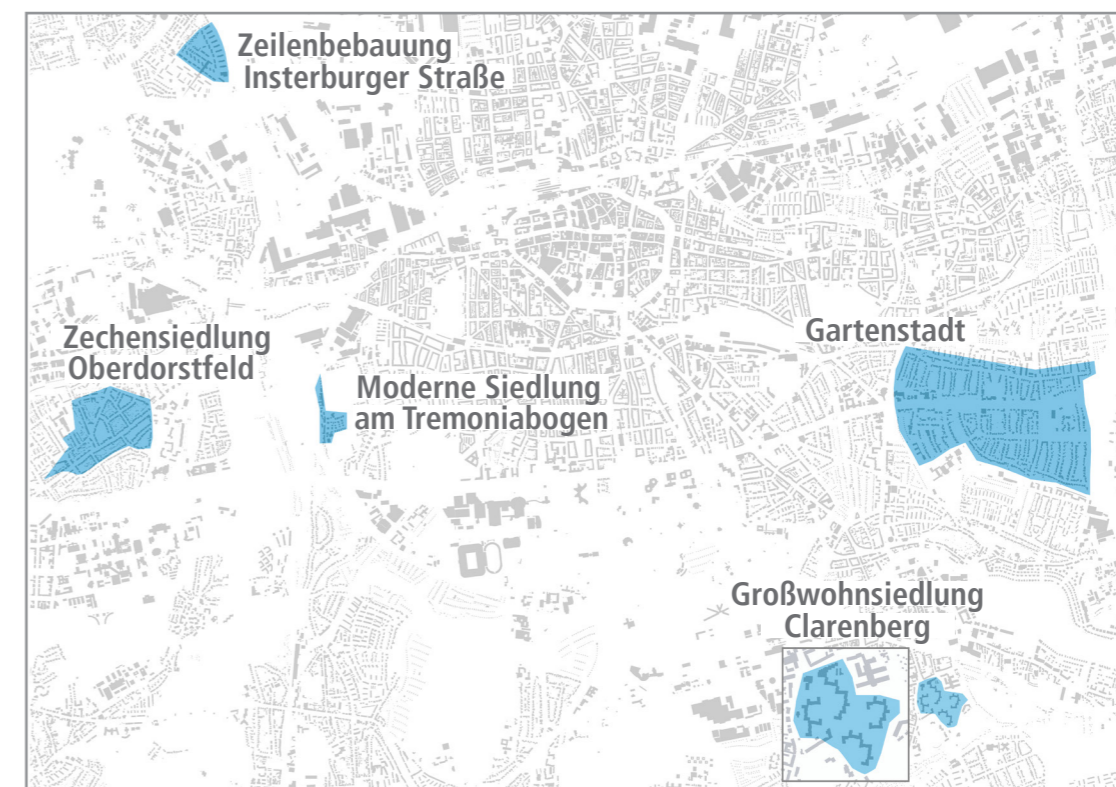 Zeilenbebauung
Insterburger Straße
Zechensiedlung
Oberdorstfeld
Moderne Siedlung
am Tremoniabogen
Gartenstadt
Großwohnsiedlung
Clarenberg